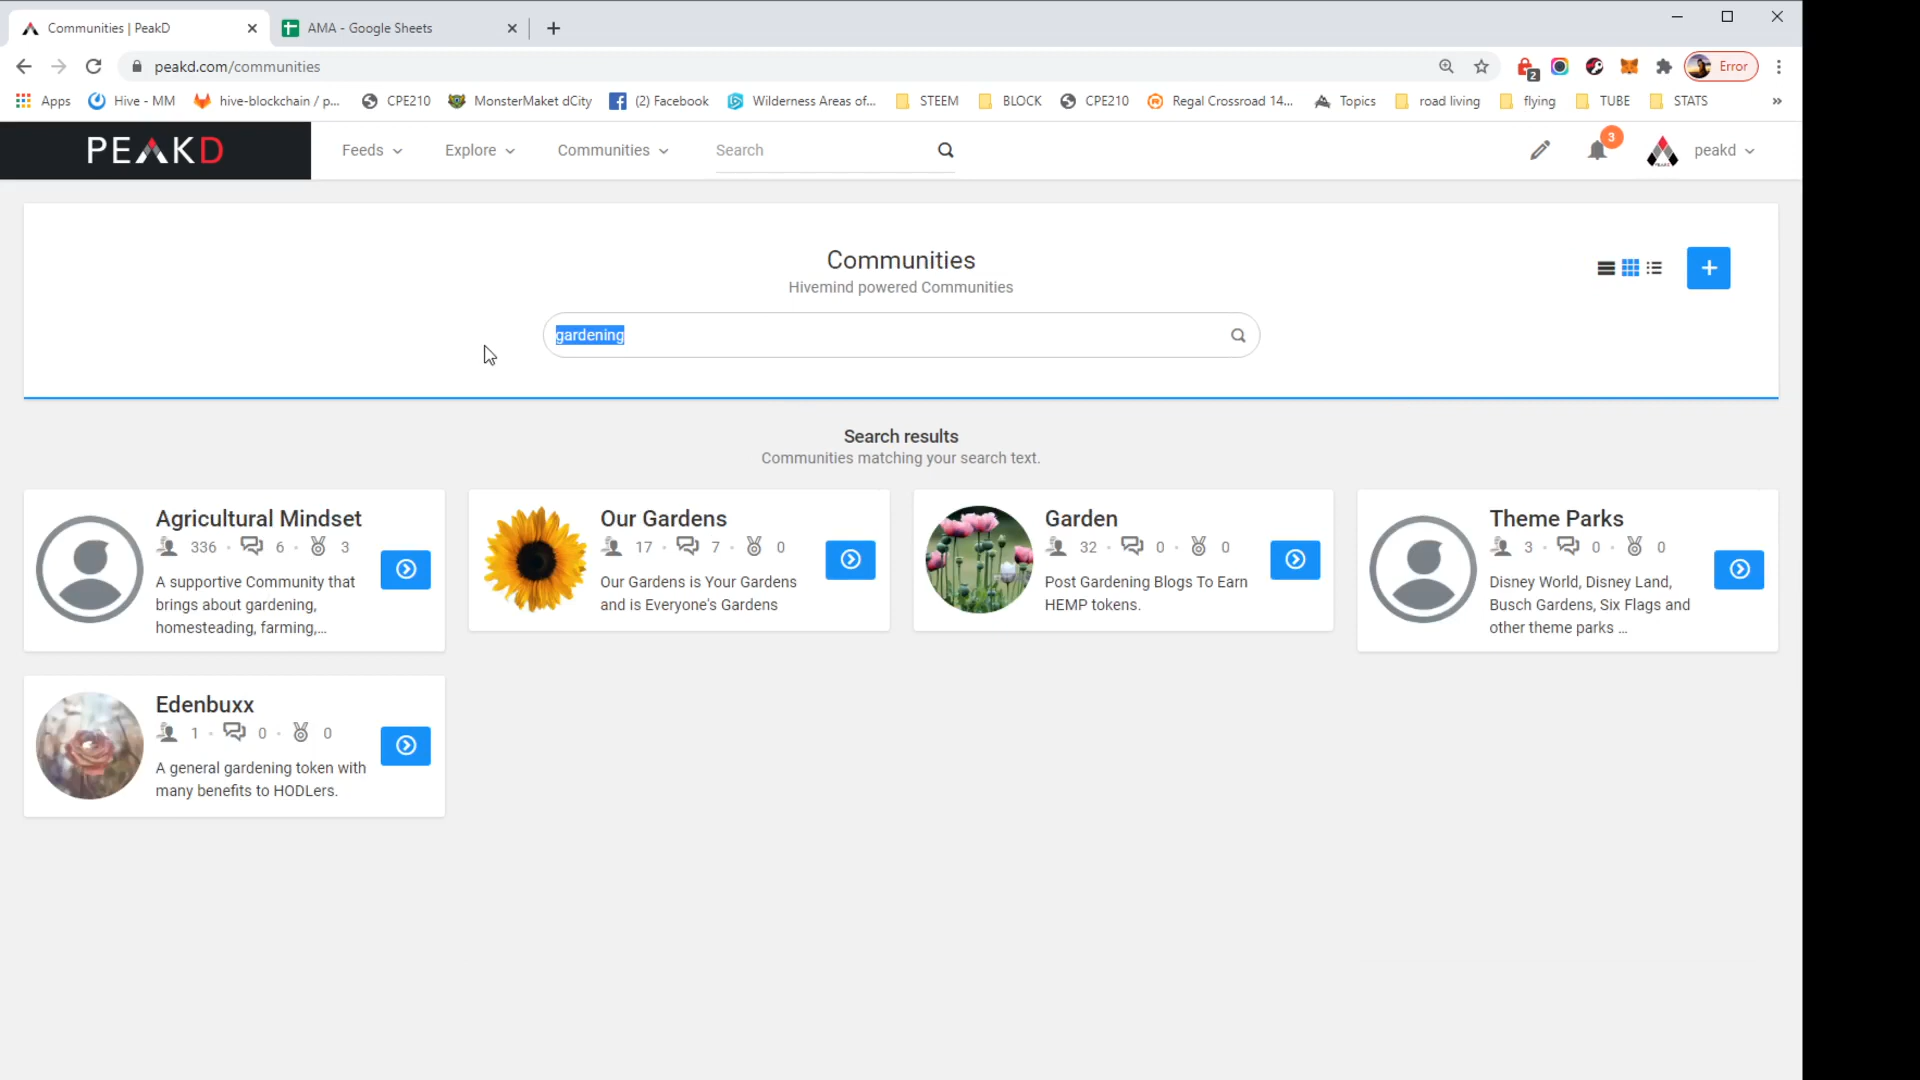 Communities | PeakD
AMA - Google Sheets
peakd.com/communities
2
Error
Apps
Hive - MM
hive-blockchain / p...
CPE210
MonsterMaket dCity
(2) Facebook
Wilderness Areas of...
STEEM
BLOCK
CPE210
Regal Crossroad 14...
Topics
road living
flying
TUBE
STATS
»
PEAKD
Feeds
Explore
Communities
Search
3
peakd
Communities
Hivemind powered Communities
gardening
Search results
Communities matching your search text.
Agricultural Mindset
336 · 6 · 3
A supportive Community that
brings about gardening,
homesteading, farming,...
Our Gardens
17 · 7 · 0
Our Gardens is Your Gardens
and is Everyone's Gardens
Garden
32 · 0 · 0
Post Gardening Blogs To Earn
HEMP tokens.
Theme Parks
3 · 0 · 0
Disney World, Disney Land,
Busch Gardens, Six Flags and
other theme parks ...
Edenbuxx
1 · 0 · 0
A general gardening token with
many benefits to HODLers.